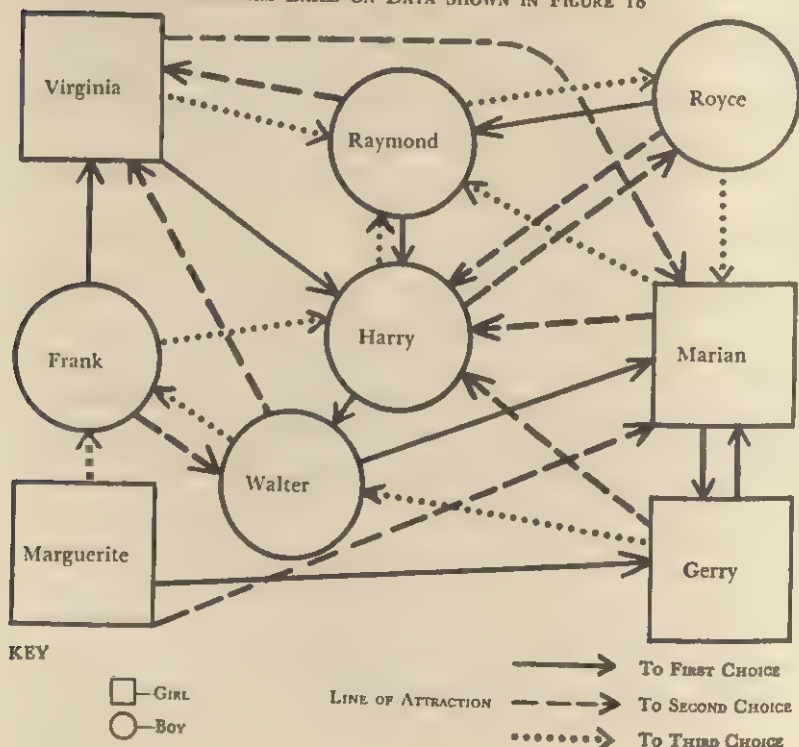 BASED ON DATA SHOWN IN FIGURE 18
Virginia
Raymond
Royce
Frank
Harry
Marian
Walter
Marguerite
Gerry
KEY
GIRL
BOY
LINE OF ATTRACTION
TO FIRST CHOICE
TO SECOND CHOICE
TO THIRD CHOICE